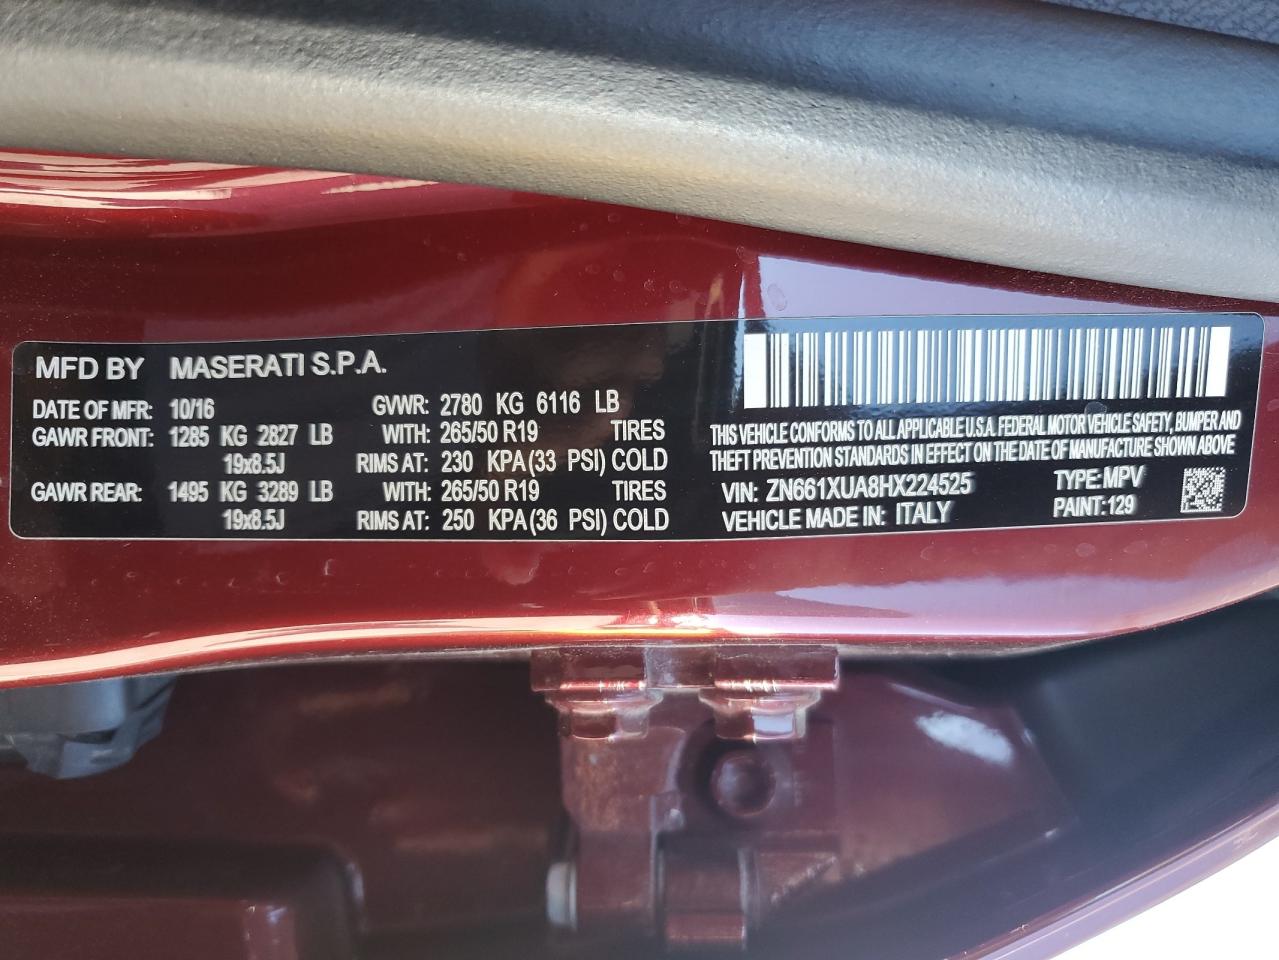 MFD BY MASERATI S.P.A.
DATE OF MFR: 10/16 GVWR: 2780 KG 6116 LB
GAWR FRONT: 1285 KG 2827 LB WITH: 265/50 R19 TIRES
19x8.5J RIMS AT: 230 KPA(33 PSI) COLD
GAWR REAR: 1495 KG 3289 LB WITH: 265/50 R19 TIRES
19x8.5J RIMS AT: 250 KPA(36 PSI) COLD
THIS VEHICLE CONFORMS TO ALL APPLICABLE U.S.A. FEDERAL MOTOR VEHICLE SAFETY, BUMPER AND
THEFT PREVENTION STANDARDS IN EFFECT ON THE DATE OF MANUFACTURE SHOWN ABOVE
VIN: ZN661XUA8HX224525 TYPE: MPV
VEHICLE MADE IN: ITALY PAINT: 129